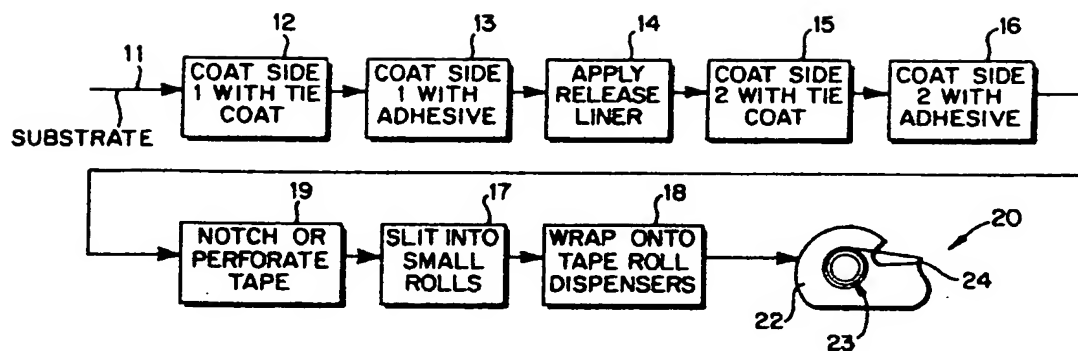 11
SUBSTRATE
12
COAT SIDE
1 WITH TIE
COAT
13
COAT SIDE
1 WITH
ADHESIVE
14
APPLY
RELEASE
LINER
15
COAT SIDE
2 WITH TIE
COAT
16
COAT SIDE
2 WITH
ADHESIVE
19
NOTCH OR
PERFORATE
TAPE
17
SLIT INTO
SMALL
ROLLS
18
WRAP ONTO
TAPE ROLL
DISPENSERS
20
22
23
24